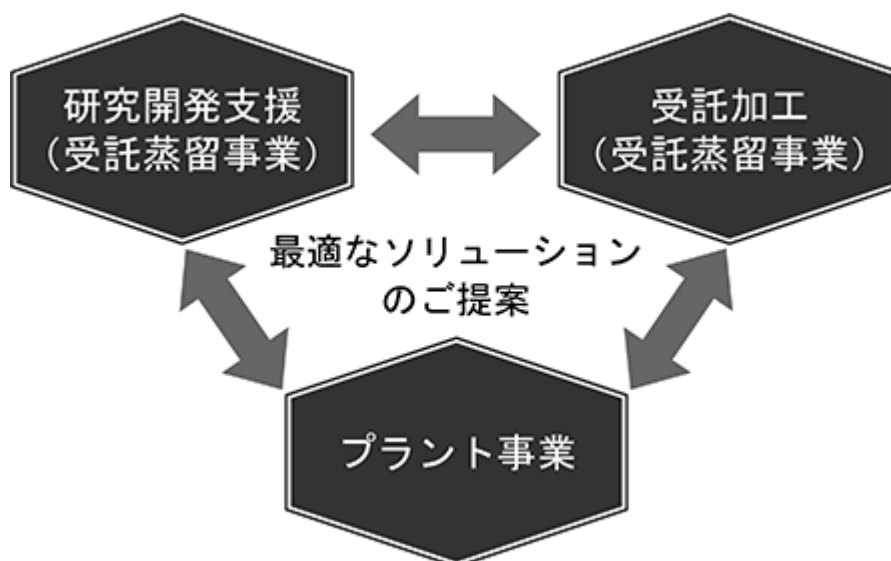 研究開発支援
（受託蒸留事業）
受託加工
（受託蒸留事業）
最適なソリューション
のご提案
プラント事業